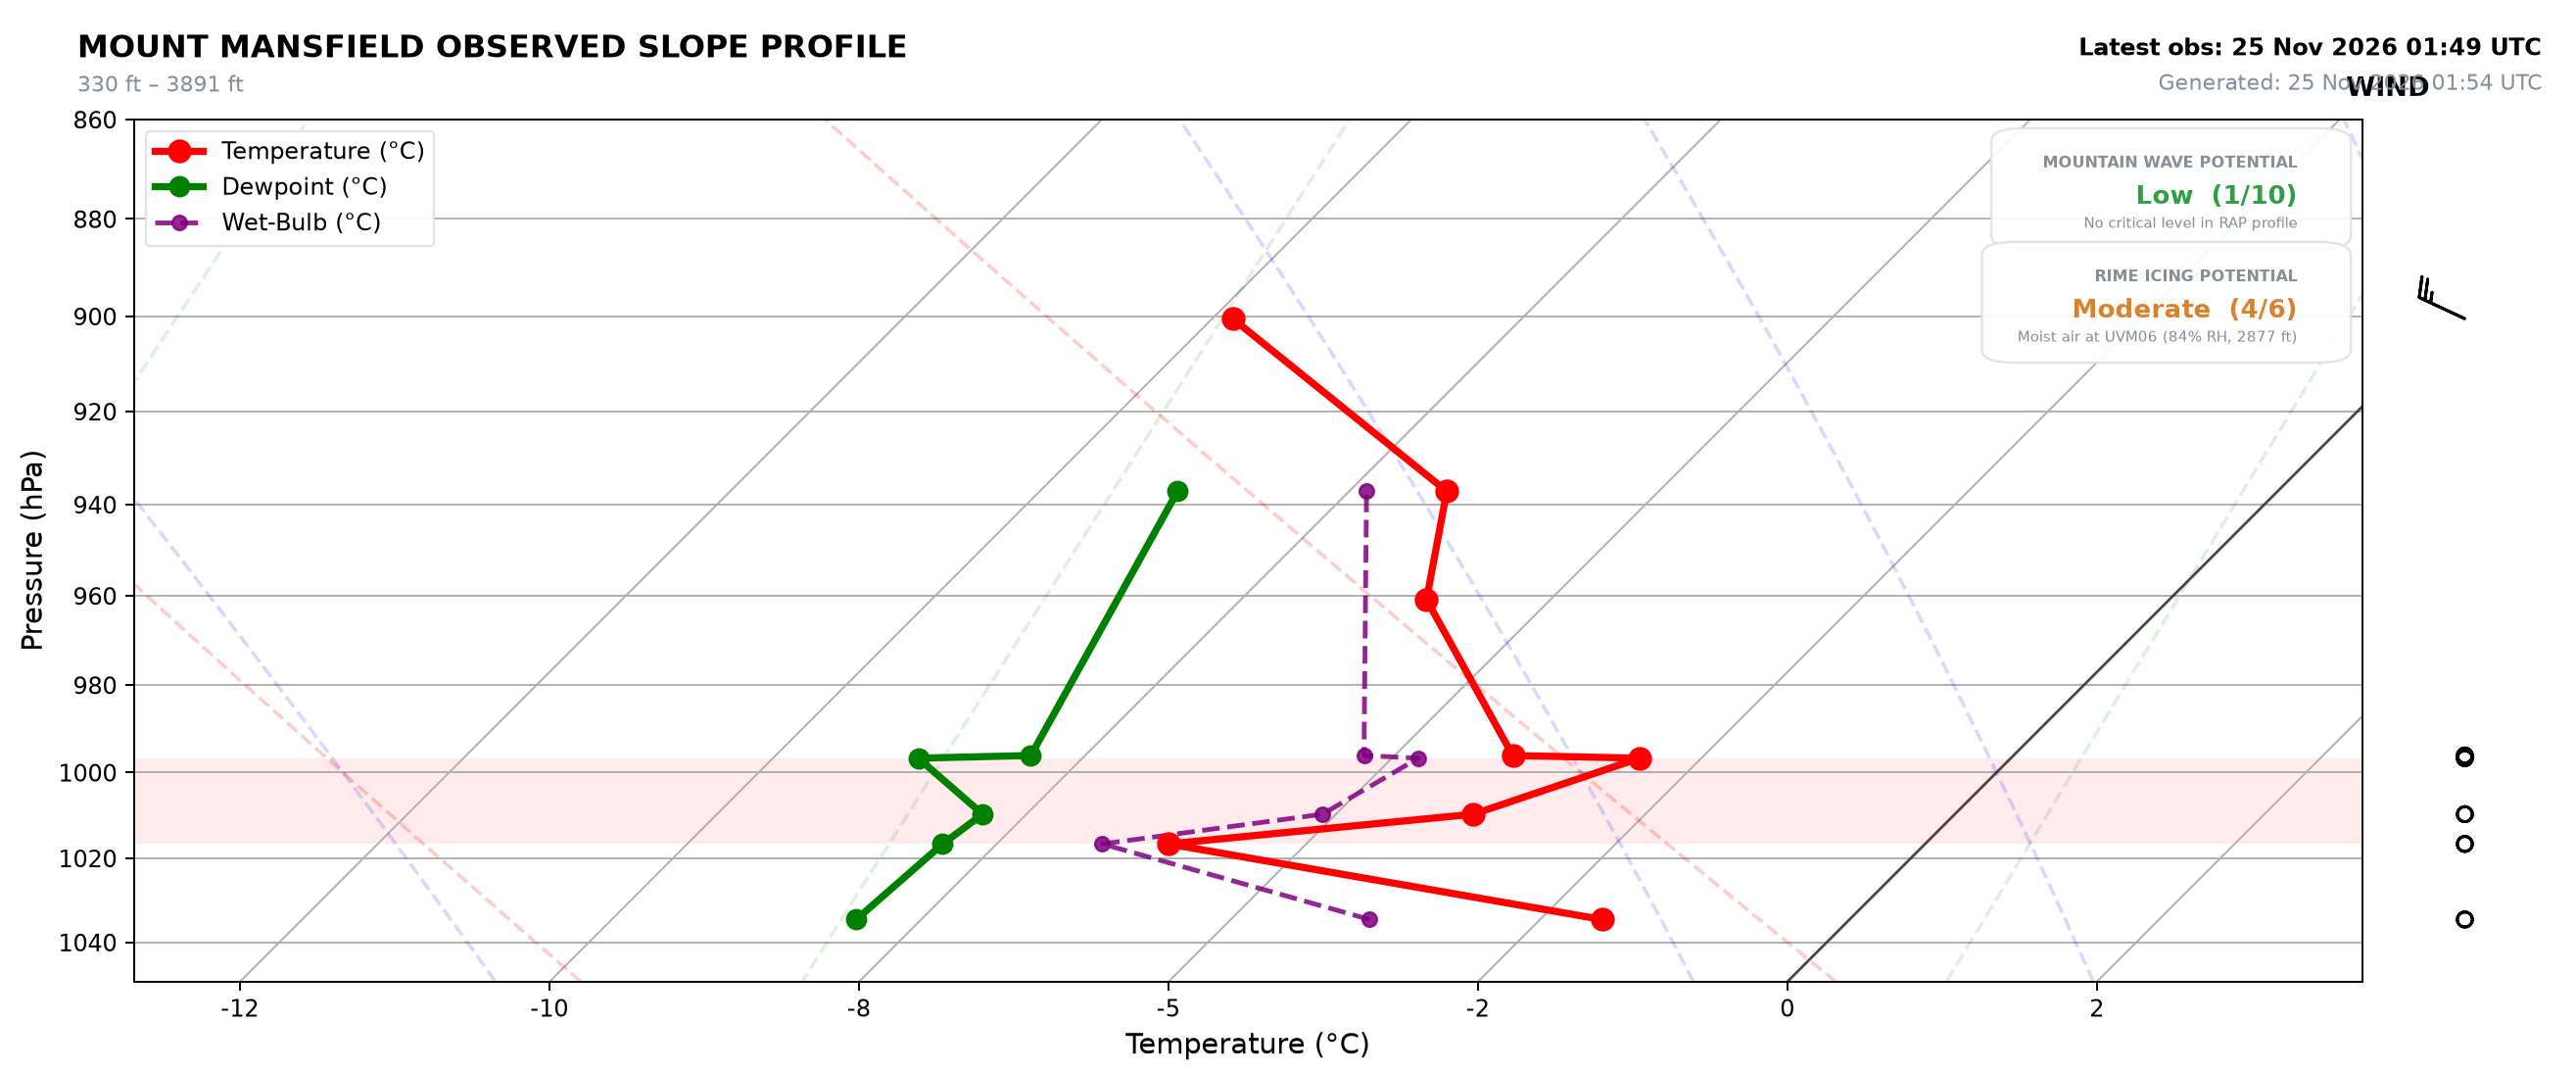 MOUNT MANSFIELD OBSERVED SLOPE PROFILE
330 ft – 3891 ft
Latest obs: 25 Nov 2026 01:49 UTC
Generated: 25 Nov 2026 01:54 UTC
WIND
Temperature (°C)
Dewpoint (°C)
Wet-Bulb (°C)
MOUNTAIN WAVE POTENTIAL
Low (1/10)
No critical level in RAP profile
RIME ICING POTENTIAL
Moderate (4/6)
Moist air at UVM06 (84% RH, 2877 ft)
Pressure (hPa)
860
880
900
920
940
960
980
1000
1020
1040
-12
-10
-8
-5
-2
0
2
Temperature (°C)